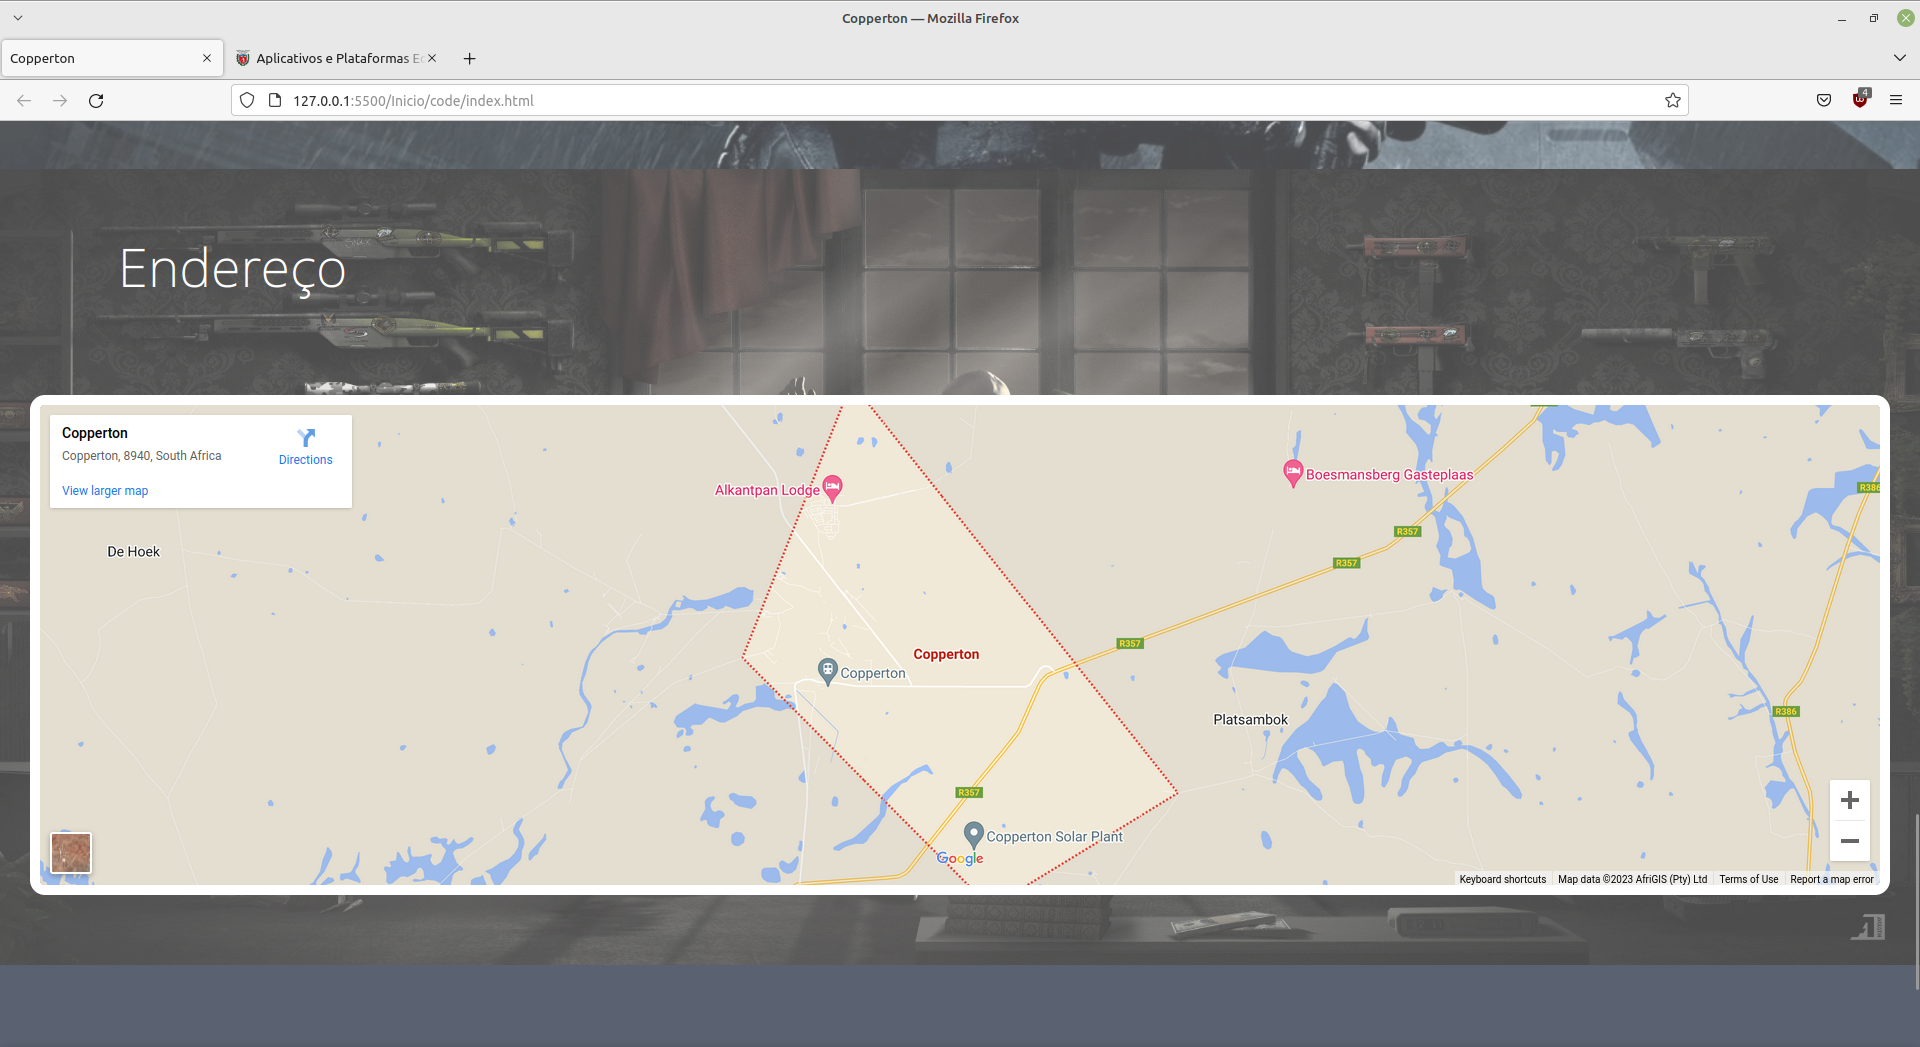 Copperton — Mozilla Firefox
Copperton
Aplicativos e Plataformas Ed
127.0.0.1:5500/Inicio/code/index.html
4
Endereço
Copperton
Copperton, 8940, South Africa
Directions
View larger map
Alkantpan Lodge
Boesmansberg Gasteplaas
R386
R357
De Hoek
R357
R357
Copperton
Copperton
Platsambok
R386
R357
Copperton Solar Plant
Google
Keyboard shortcuts
Map data ©2023 AfriGIS (Pty) Ltd
Terms of Use
Report a map error